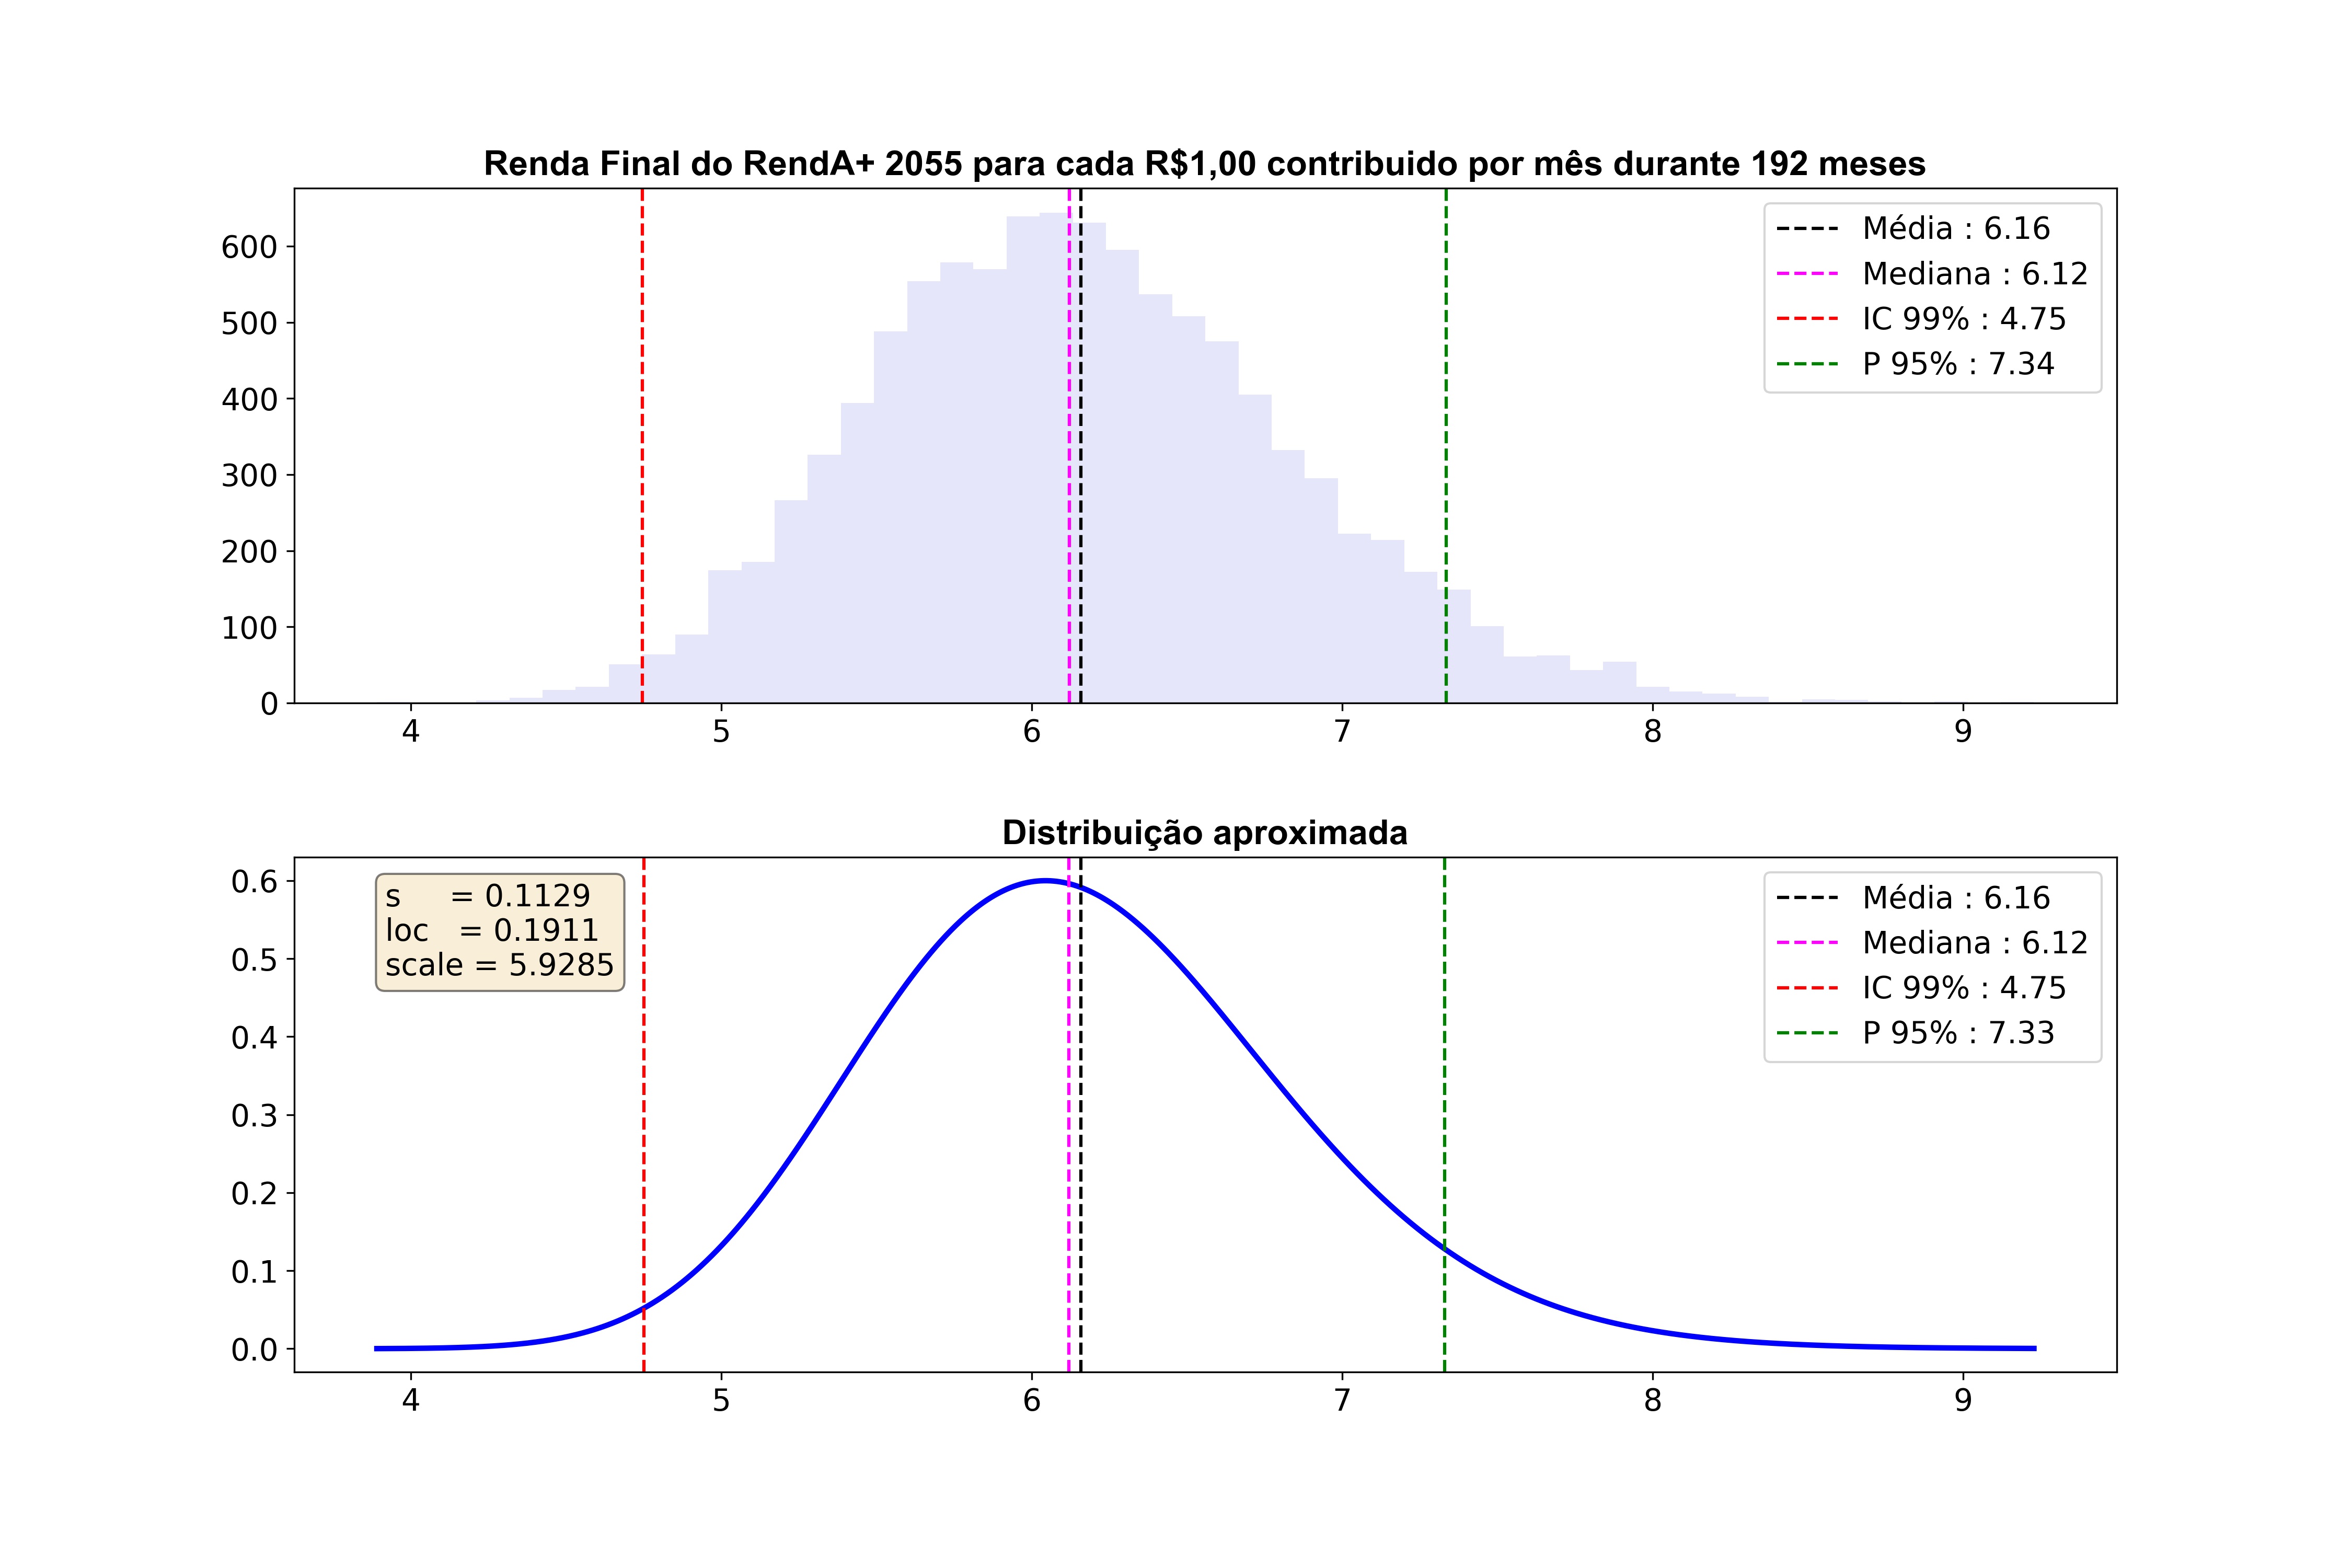 Renda Final do RendA+ 2055 para cada R$1,00 contribuido por mês durante 192 meses
600
500
400
300
200
100
0
4 5 6 7 8 9
Média : 6.16
Mediana : 6.12
IC 99% : 4.75
P 95% : 7.34
Distribuição aproximada
0.6
0.5
0.4
0.3
0.2
0.1
0.0
4 5 6 7 8 9
s = 0.1129
loc = 0.1911
scale = 5.9285
Média : 6.16
Mediana : 6.12
IC 99% : 4.75
P 95% : 7.33